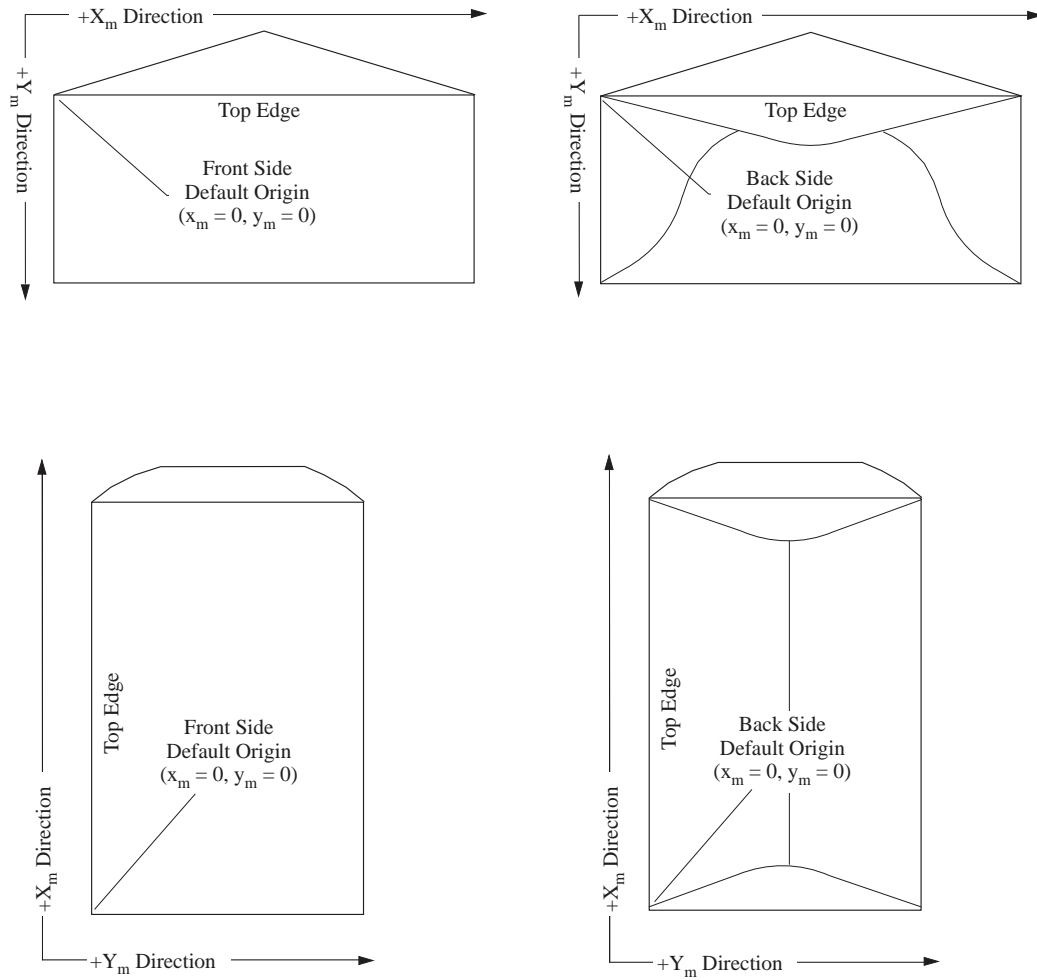 +Xm Direction
+Ym Direction
Top Edge
Front Side
Default Origin
(xm = 0, ym = 0)
+Xm Direction
+Ym Direction
Top Edge
Back Side
Default Origin
(xm = 0, ym = 0)
+Xm Direction
Top Edge
Front Side
Default Origin
(xm = 0, ym = 0)
+Ym Direction
+Xm Direction
Top Edge
Back Side
Default Origin
(xm = 0, ym = 0)
+Ym Direction